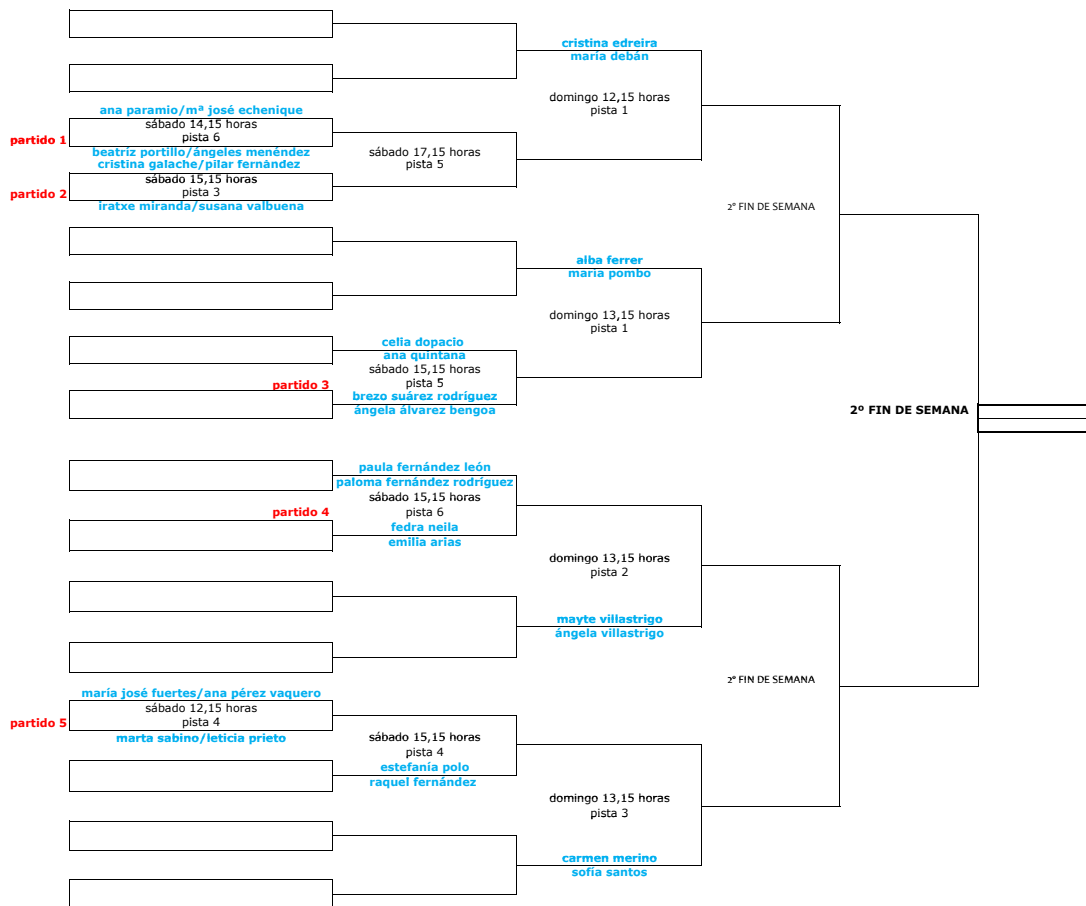 cristina edreira
maría debán
domingo 12,15 horas
pista 1
ana paramio/mª josé echenique
sábado 14,15 horas
pista 6
partido 1
beatríz portillo/ángeles menéndez
sábado 17,15 horas
pista 5
cristina galache/pilar fernández
sábado 15,15 horas
pista 3
partido 2
iratxe miranda/susana valbuena
2º FIN DE SEMANA
alba ferrer
maría pombo
domingo 13,15 horas
pista 1
celia dopacio
ana quintana
sábado 15,15 horas
pista 5
partido 3
brezo suárez rodríguez
ángela álvarez bengoa
2º FIN DE SEMANA
paula fernández león
paloma fernández rodríguez
sábado 15,15 horas
pista 6
partido 4
fedra neila
emilia arias
domingo 13,15 horas
pista 2
mayte villastrigo
ángela villastrigo
2º FIN DE SEMANA
maría josé fuertes/ana pérez vaquero
sábado 12,15 horas
pista 4
partido 5
marta sabino/leticia prieto
sábado 15,15 horas
pista 4
estefanía polo
raquel fernández
domingo 13,15 horas
pista 3
carmen merino
sofía santos